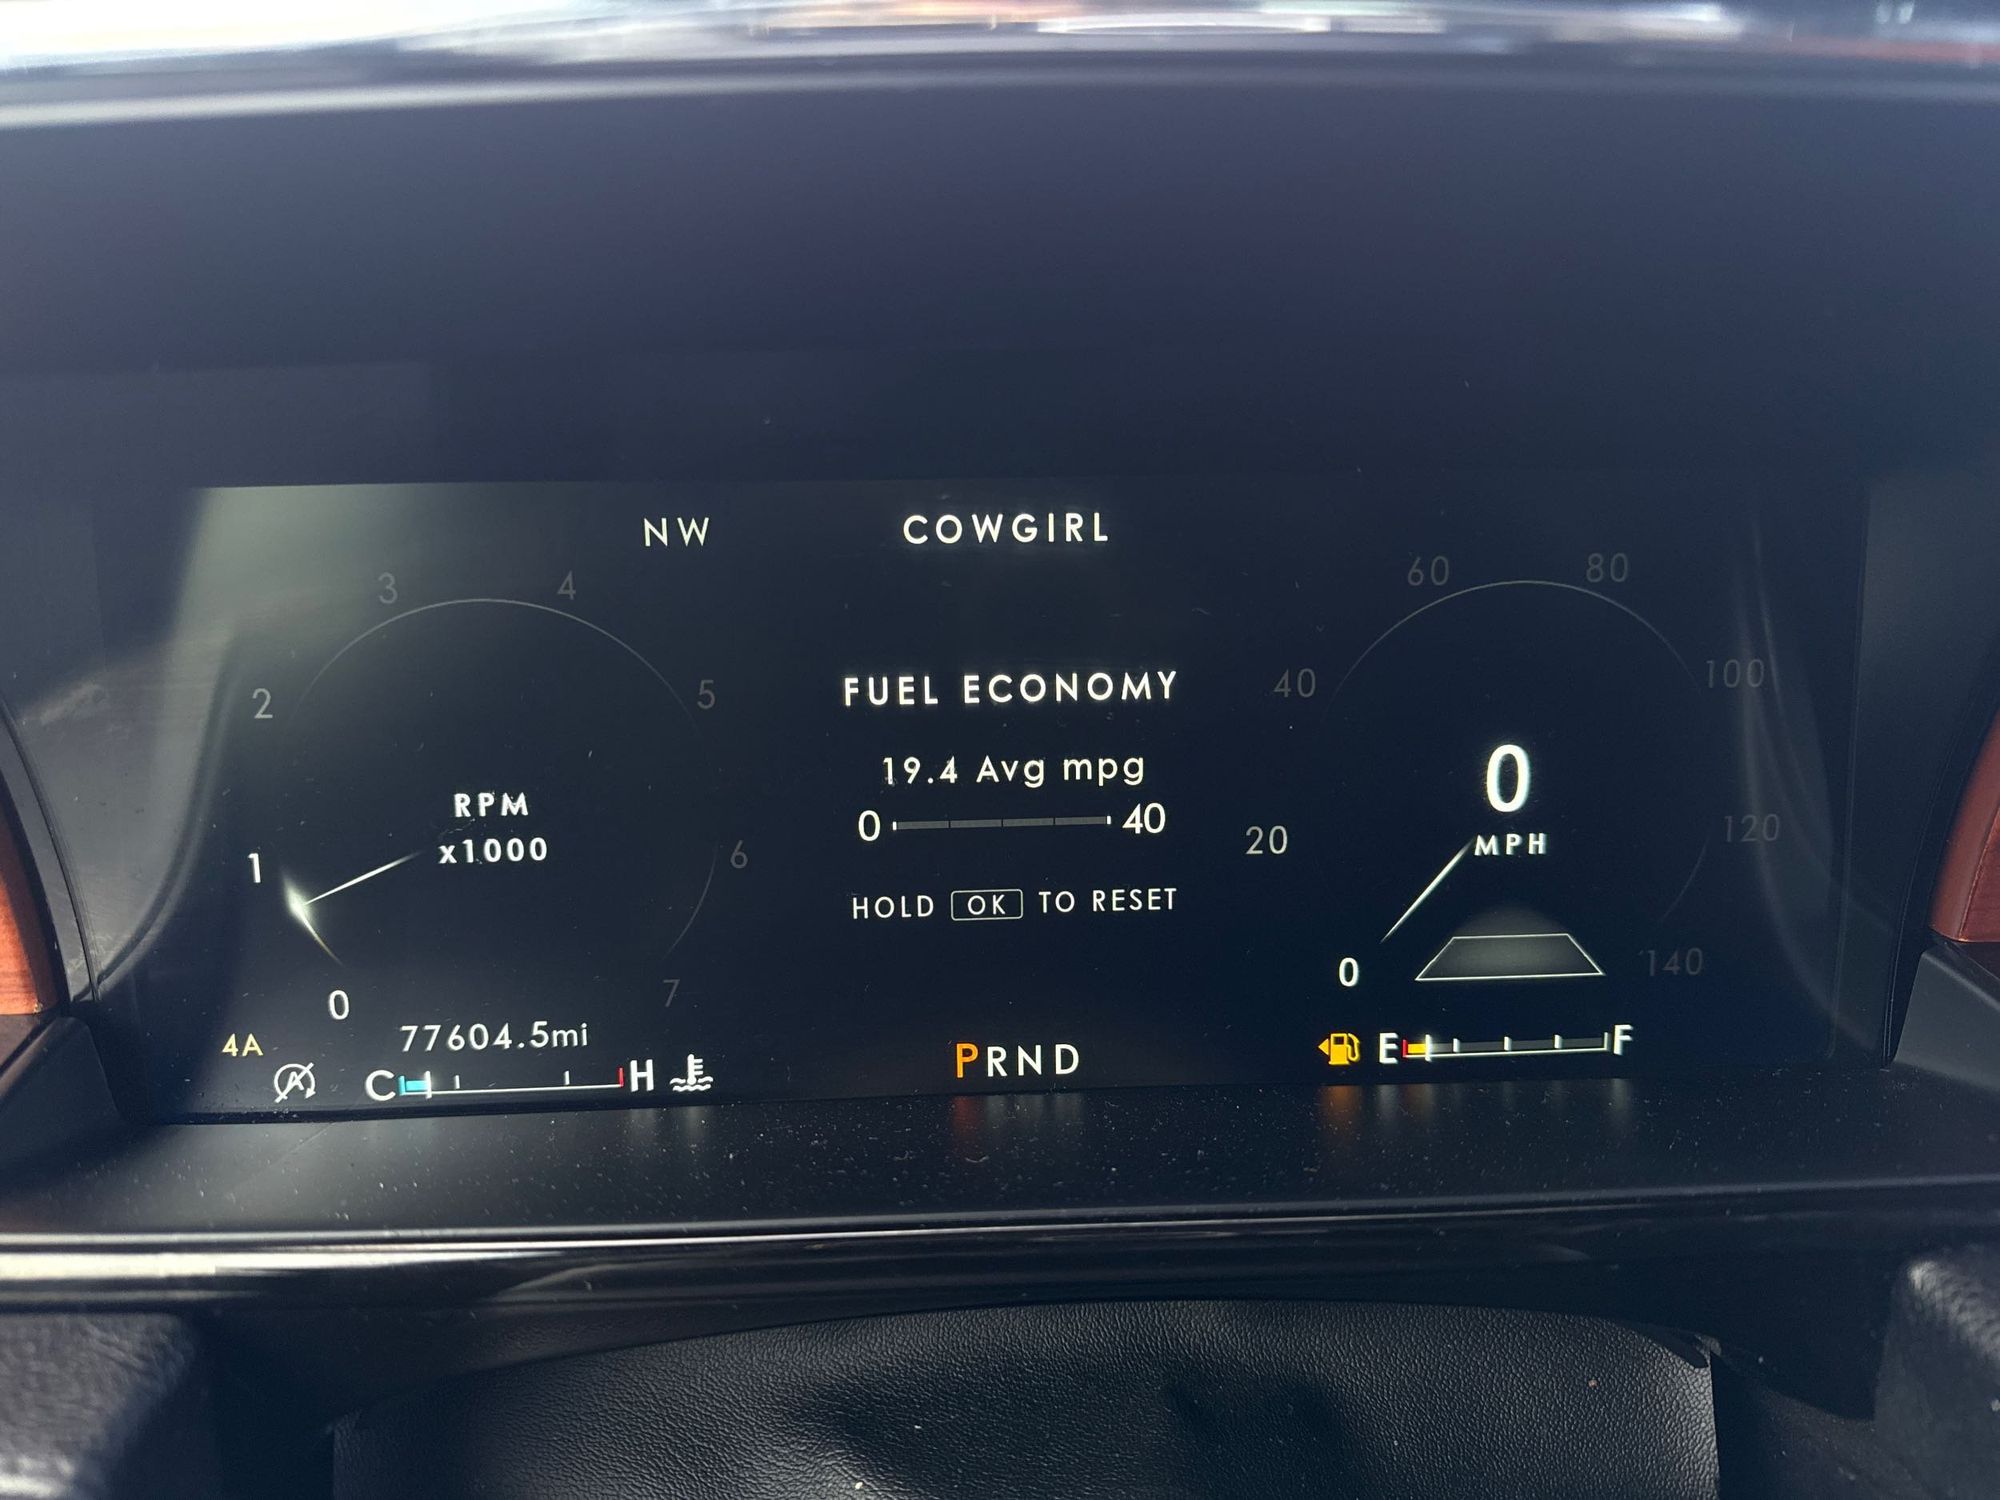 NW
COWGIRL
3
4
60
80
2
5
40
100
FUEL ECONOMY
19.4 Avg mpg
0
40
0
MPH
RPM
x1000
1
6
20
120
HOLD OK TO RESET
0
7
0
140
4A
77604.5mi
A
C
H
PRND
E
F